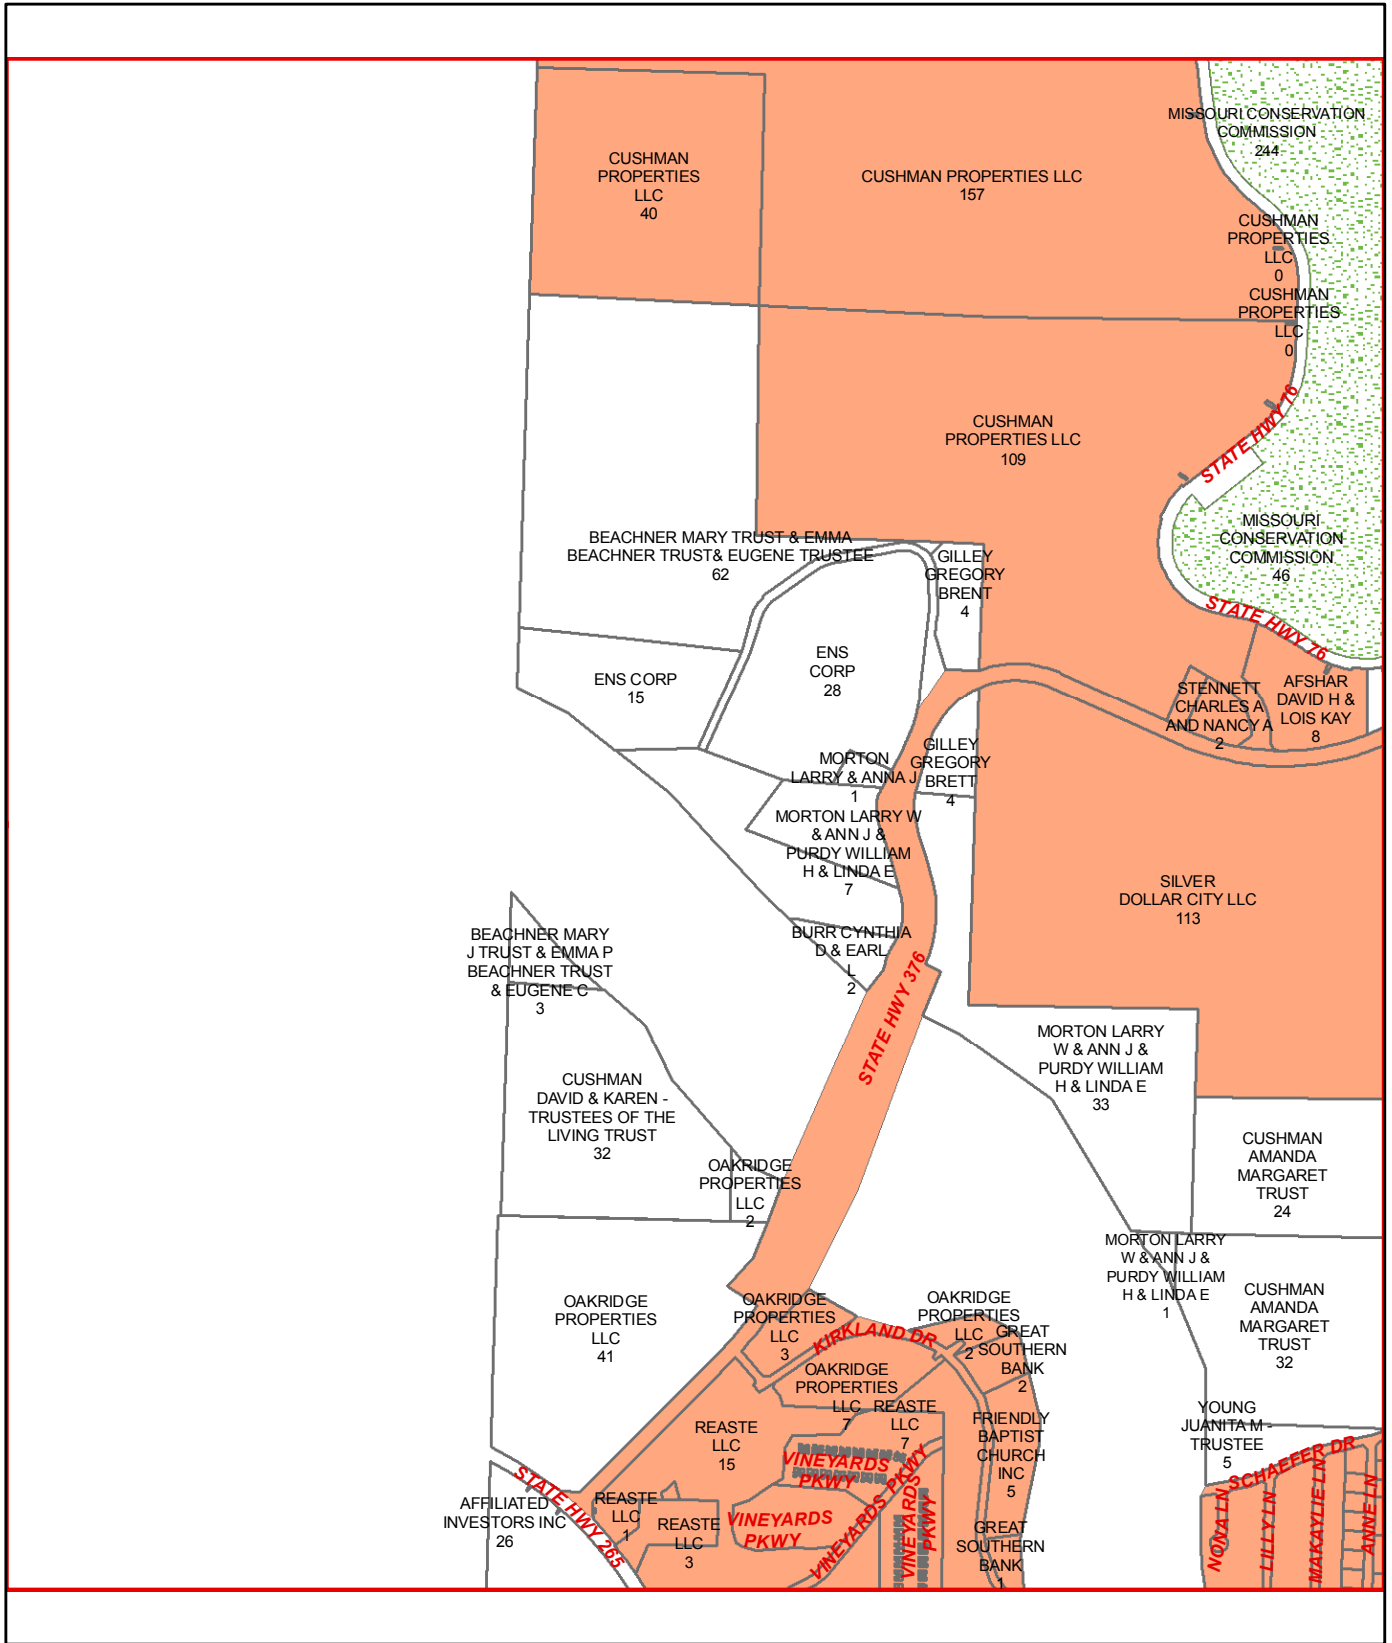 MISSOURI CONSERVATION
COMMISSION
244
CUSHMAN
PROPERTIES
LLC
40
CUSHMAN PROPERTIES LLC
157
CUSHMAN
PROPERTIES
LLC
0
CUSHMAN
PROPERTIES
LLC
0
STATE HWY 76
CUSHMAN
PROPERTIES LLC
109
MISSOURI
CONSERVATION
COMMISSION
46
BEACHNER MARY TRUST & EMMA
BEACHNER TRUST& EUGENE TRUSTEE
62
GILLEY
GREGORY
BRENT
4
STATE HWY 76
ENS
CORP
28
ENS CORP
15
STENNETT
CHARLES A
AND NANCY A
2
AFSHAR
DAVID H &
LOIS KAY
8
GILLEY
GREGORY
BRETT
4
MORTON
LARRY & ANNA J
1
MORTON LARRY W
& ANN J &
PURDY WILLIAM
H & LINDA E
7
SILVER
DOLLAR CITY LLC
113
BURR CYNTHIA
D & EARL
L
2
BEACHNER MARY
J TRUST & EMMA P
BEACHNER TRUST
& EUGENE C
3
STATE HWY 376
MORTON LARRY
W & ANN J &
PURDY WILLIAM
H & LINDA E
33
CUSHMAN
DAVID & KAREN -
TRUSTEES OF THE
LIVING TRUST
32
CUSHMAN
AMANDA
MARGARET
TRUST
24
OAKRIDGE
PROPERTIES
LLC
2
MORTON LARRY
W & ANN J &
PURDY WILLIAM
H & LINDA E
1
CUSHMAN
AMANDA
MARGARET
TRUST
32
OAKRIDGE
PROPERTIES
LLC
41
OAKRIDGE
PROPERTIES
LLC
3
OAKRIDGE
PROPERTIES
LLC
2
KIRKLAND DR
GREAT
SOUTHERN
BANK
2
OAKRIDGE
PROPERTIES
LLC
7
REASTE
LLC
7
YOUNG
JUANITA M -
TRUSTEE
5
FRIENDLY
BAPTIST
CHURCH
INC
5
REASTE
LLC
15
VINEYARDS
PKWY
VINEYARDS PKWY
VINEYARDS
PKWY
VINEYARDS
PKWY
SCHAEFER DR
STATE HWY 265
AFFILIATED
INVESTORS INC
26
REASTE
LLC
1
REASTE
LLC
3
GREAT
SOUTHERN
BANK
1
NONA LN
LILLY LN
MAKAYLIE LN
ANNE LN